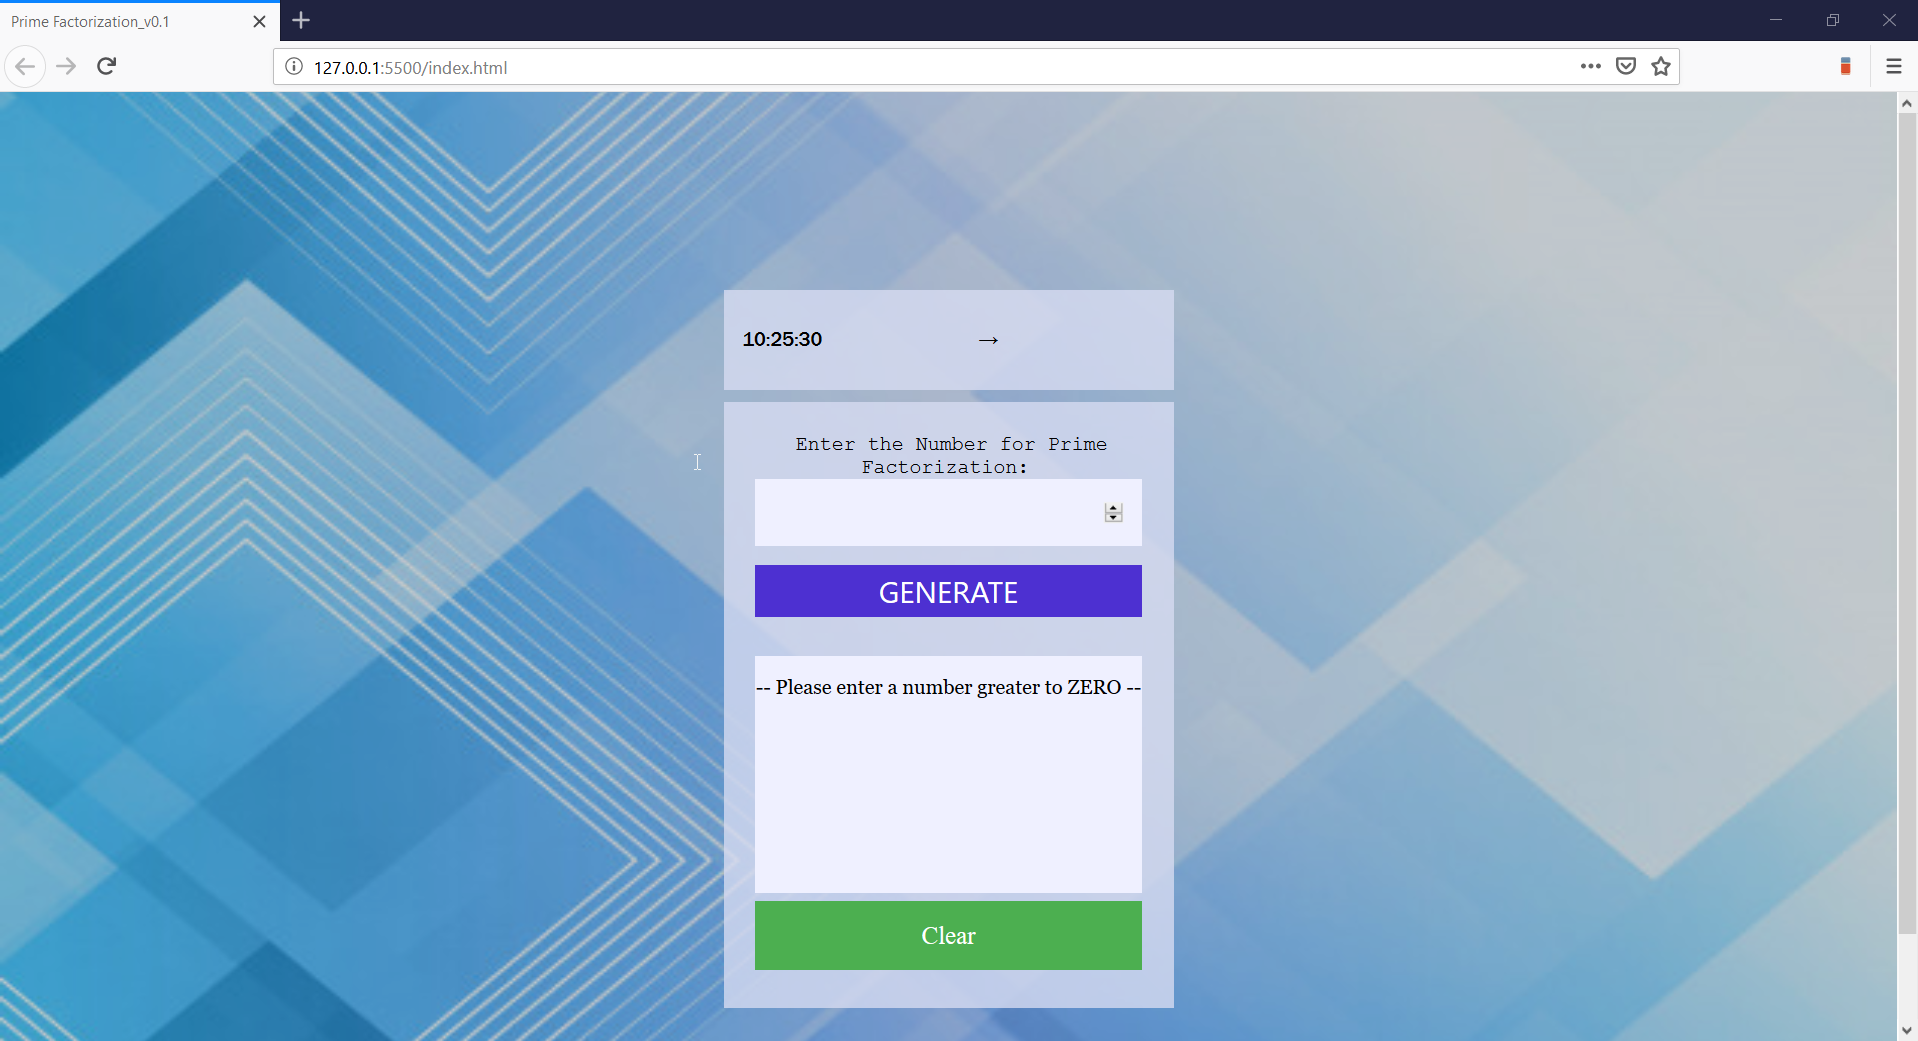 Prime Factorization_v0.1
127.0.0.1:5500/index.html
10:25:30 →
Enter the Number for Prime
Factorization:
GENERATE
-- Please enter a number greater to ZERO --
Clear